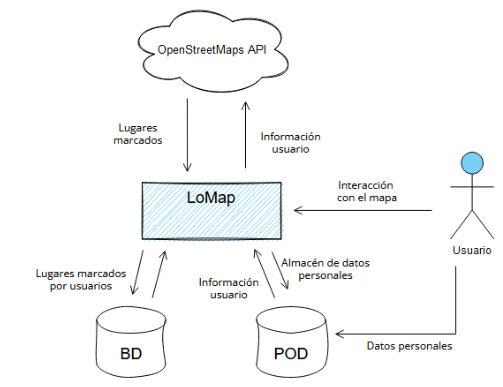 OpenStreetMaps API
Lugares
marcados
Información
usuario
LoMap
Interacción
con el mapa
Usuario
Lugares marcados
por usuarios
Información
usuario
Almacén de datos
personales
BD
POD
Datos personales